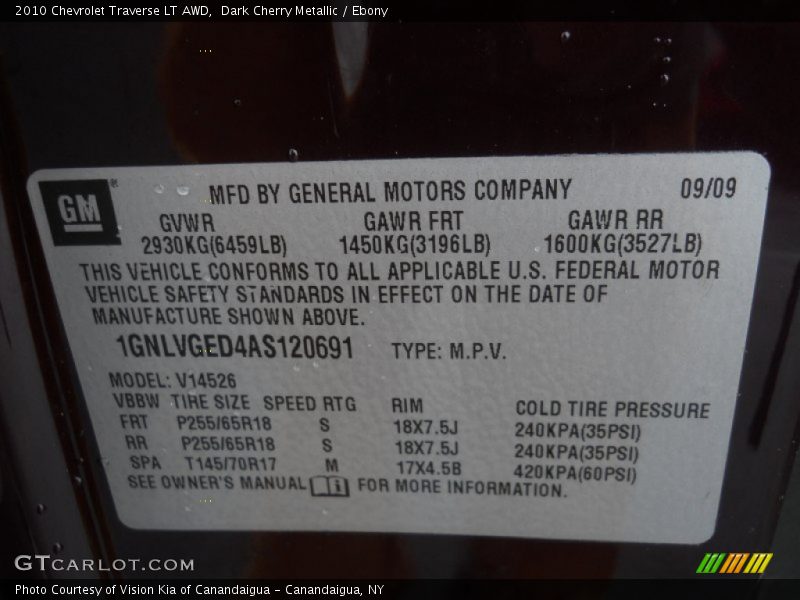 2010 Chevrolet Traverse LT AWD,  Dark Cherry Metallic / Ebony
GM
MFD BY GENERAL MOTORS COMPANY 09/09
GVWR GAWR FRT GAWR RR
2930KG(6459LB) 1450KG(3196LB) 1600KG(3527LB)
THIS VEHICLE CONFORMS TO ALL APPLICABLE U.S. FEDERAL MOTOR
VEHICLE SAFETY STANDARDS IN EFFECT ON THE DATE OF
MANUFACTURE SHOWN ABOVE.
1GNLVGED4AS120691 TYPE: M.P.V.
MODEL: V14526
VBBW TIRE SIZE SPEED RTG RIM COLD TIRE PRESSURE
FRT P255/65R18 S 18X7.5J 240KPA(35PSI)
RR P255/65R18 S 18X7.5J 240KPA(35PSI)
SPA T145/70R17 M 17X4.5B 420KPA(60PSI)
SEE OWNER'S MANUAL FOR MORE INFORMATION.
GTCARLOT.COM
Photo Courtesy of Vision Kia of Canandaigua - Canandaigua, NY